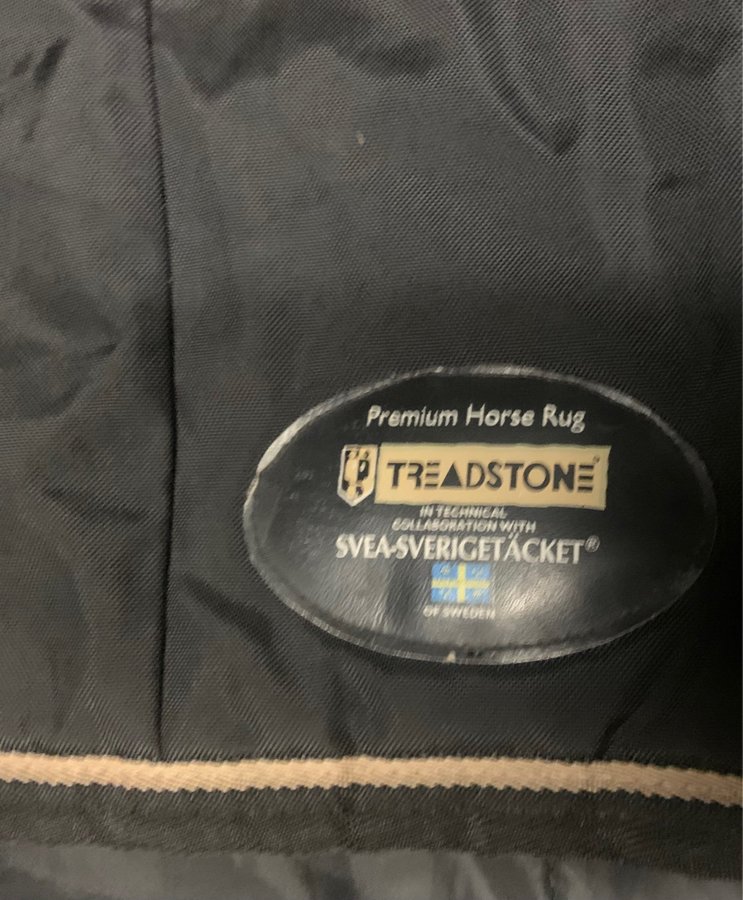 Premium Horse Rug
TREADSTONE®
IN TECHNICAL
COLLABORATION WITH
SVEA-SVERIGETÄCKET®
OF SWEDEN